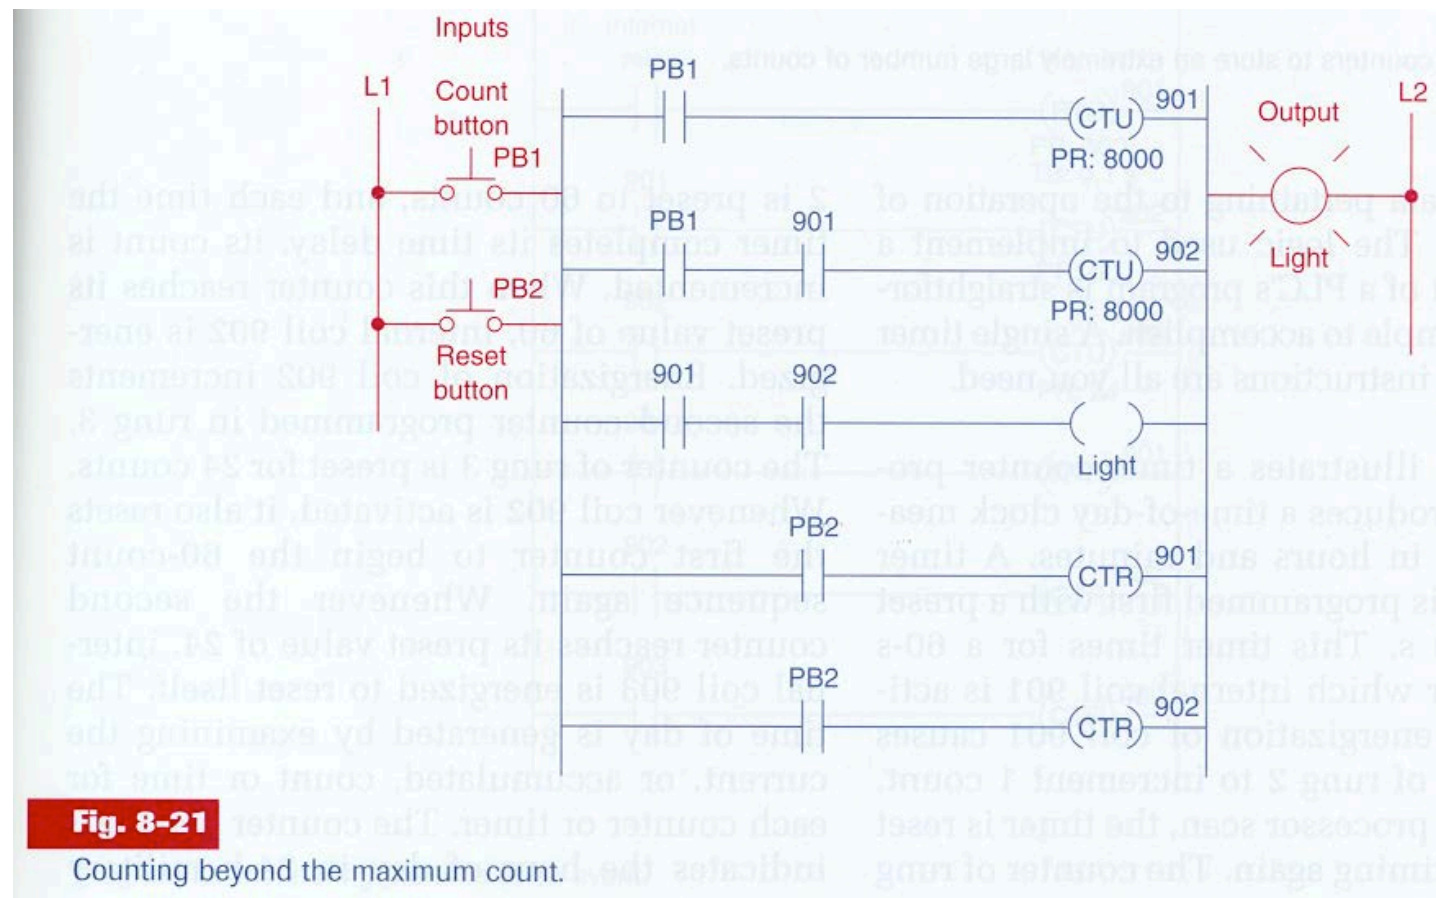 Inputs
L1
Count
button
PB1
PB2
Reset
button
PB1
901
CTU
PR: 8000
PB1
901
902
CTU
PR: 8000
901
902
Light
PB2
901
CTR
PB2
902
CTR
Output
L2
Light
Fig. 8-21
Counting beyond the maximum count.